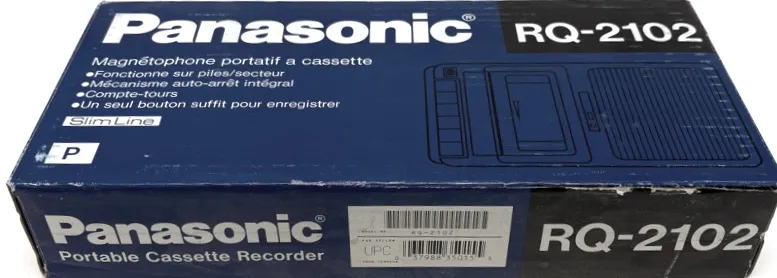 Panasonic® RQ-2102
Magnétophone portatif a cassette
●Fonctionne sur piles/secteur
●Mécanisme auto-arrêt intégral
●Compte-tours
●Un seul bouton suffit pour enregistrer
SlimLine
P
Panasonic®
Portable Cassette Recorder
RQ-2102
UPC
RQ-2102